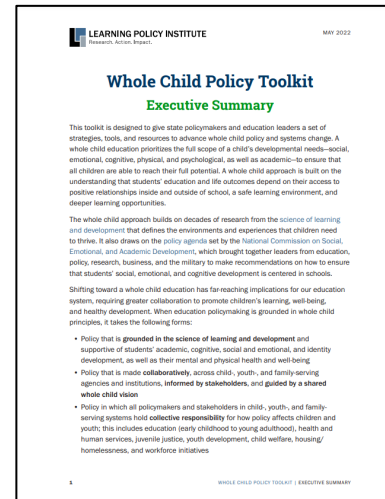 LEARNING POLICY INSTITUTE
Research. Action. Impact.
MAY 2022
Whole Child Policy Toolkit
Executive Summary
This toolkit is designed to give state policymakers and education leaders a set of
strategies, tools, and resources to advance whole child policy and systems change. A
whole child education prioritizes the full scope of a child's developmental needs—social,
emotional, cognitive, physical, and psychological, as well as academic—to ensure that
all children are able to reach their full potential. A whole child approach is built on the
understanding that students' education and life outcomes depend on their access to
positive relationships inside and outside of school, a safe learning environment, and
deeper learning opportunities.
The whole child approach builds on decades of research from the science of learning
and development that defines the environments and experiences that children need
to thrive. It also draws on the policy agenda set by the National Commission on Social,
Emotional, and Academic Development, which brought together leaders from education,
policy, research, business, and the military to make recommendations on how to ensure
that students' social, emotional, and cognitive development is centered in schools.
Shifting toward a whole child education has far-reaching implications for our education
system, requiring greater collaboration to promote children's learning, well-being,
and healthy development. When education policymaking is grounded in whole child
principles, it takes the following forms:
• Policy that is grounded in the science of learning and development and
supportive of students' academic, cognitive, social and emotional, and identity
development, as well as their mental and physical health and well-being
• Policy that is made collaboratively, across child-, youth-, and family-serving
agencies and institutions, informed by stakeholders, and guided by a shared
whole child vision
• Policy in which all policymakers and stakeholders in child-, youth-, and family-
serving systems hold collective responsibility for how policy affects children and
youth; this includes education (early childhood to young adulthood), health and
human services, juvenile justice, youth development, child welfare, housing/
homelessness, and workforce initiatives
1
WHOLE CHILD POLICY TOOLKIT | EXECUTIVE SUMMARY